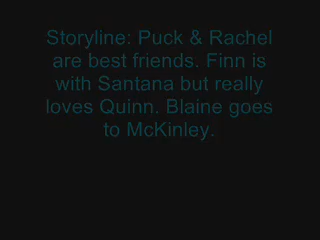 Storyline: Puck & Rachel
are best friends. Finn is
with Santana but really
loves Quinn. Blaine goes
to McKinley.